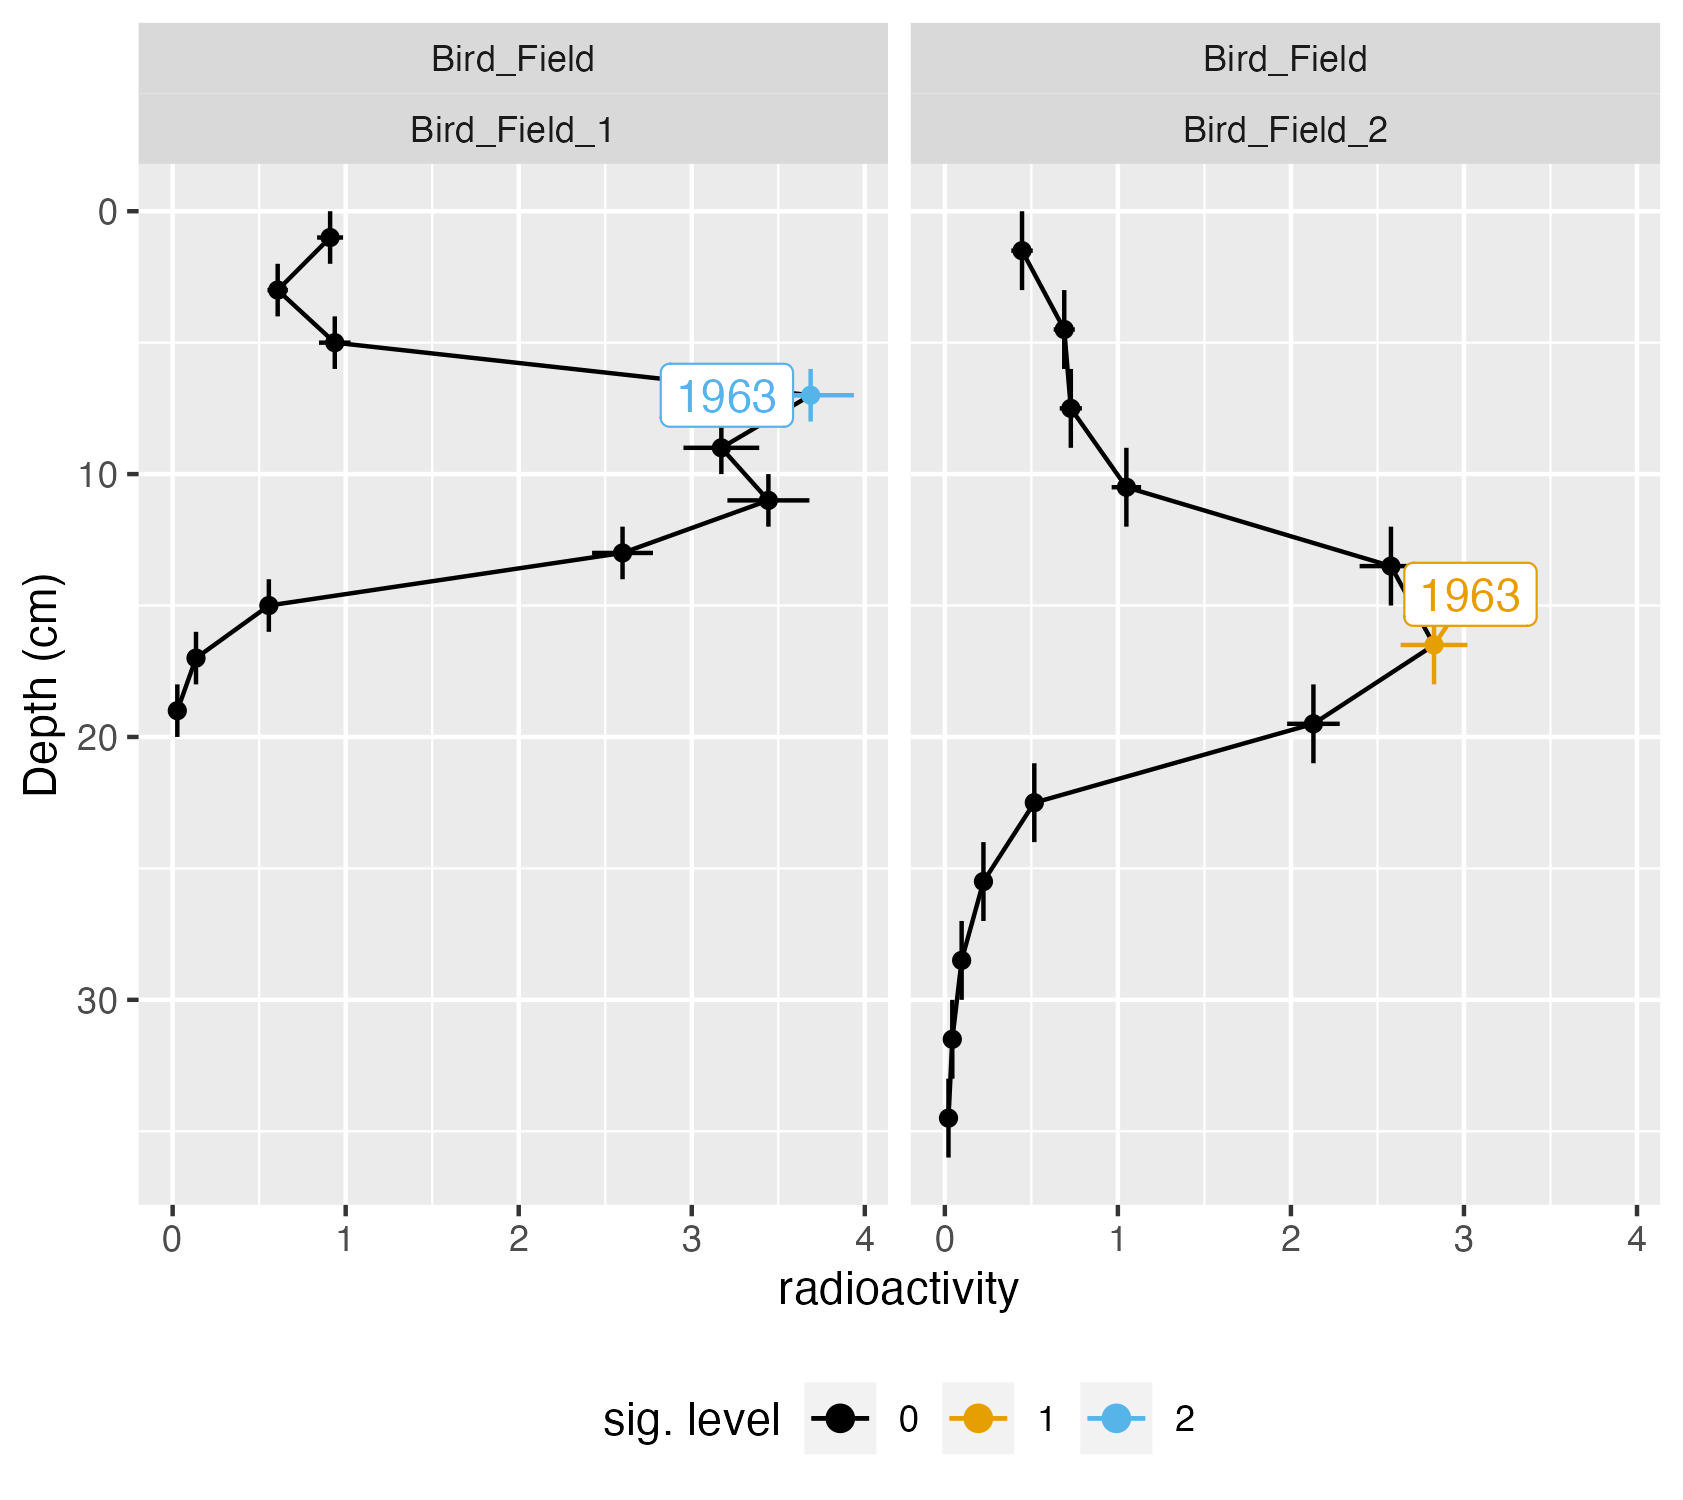 Bird_Field
Bird_Field
Bird_Field_1
Bird_Field_2
0
10
20
30
Depth (cm)
1963
1963
0 1 2 3 4
0 1 2 3 4
radioactivity
sig. level 0 1 2